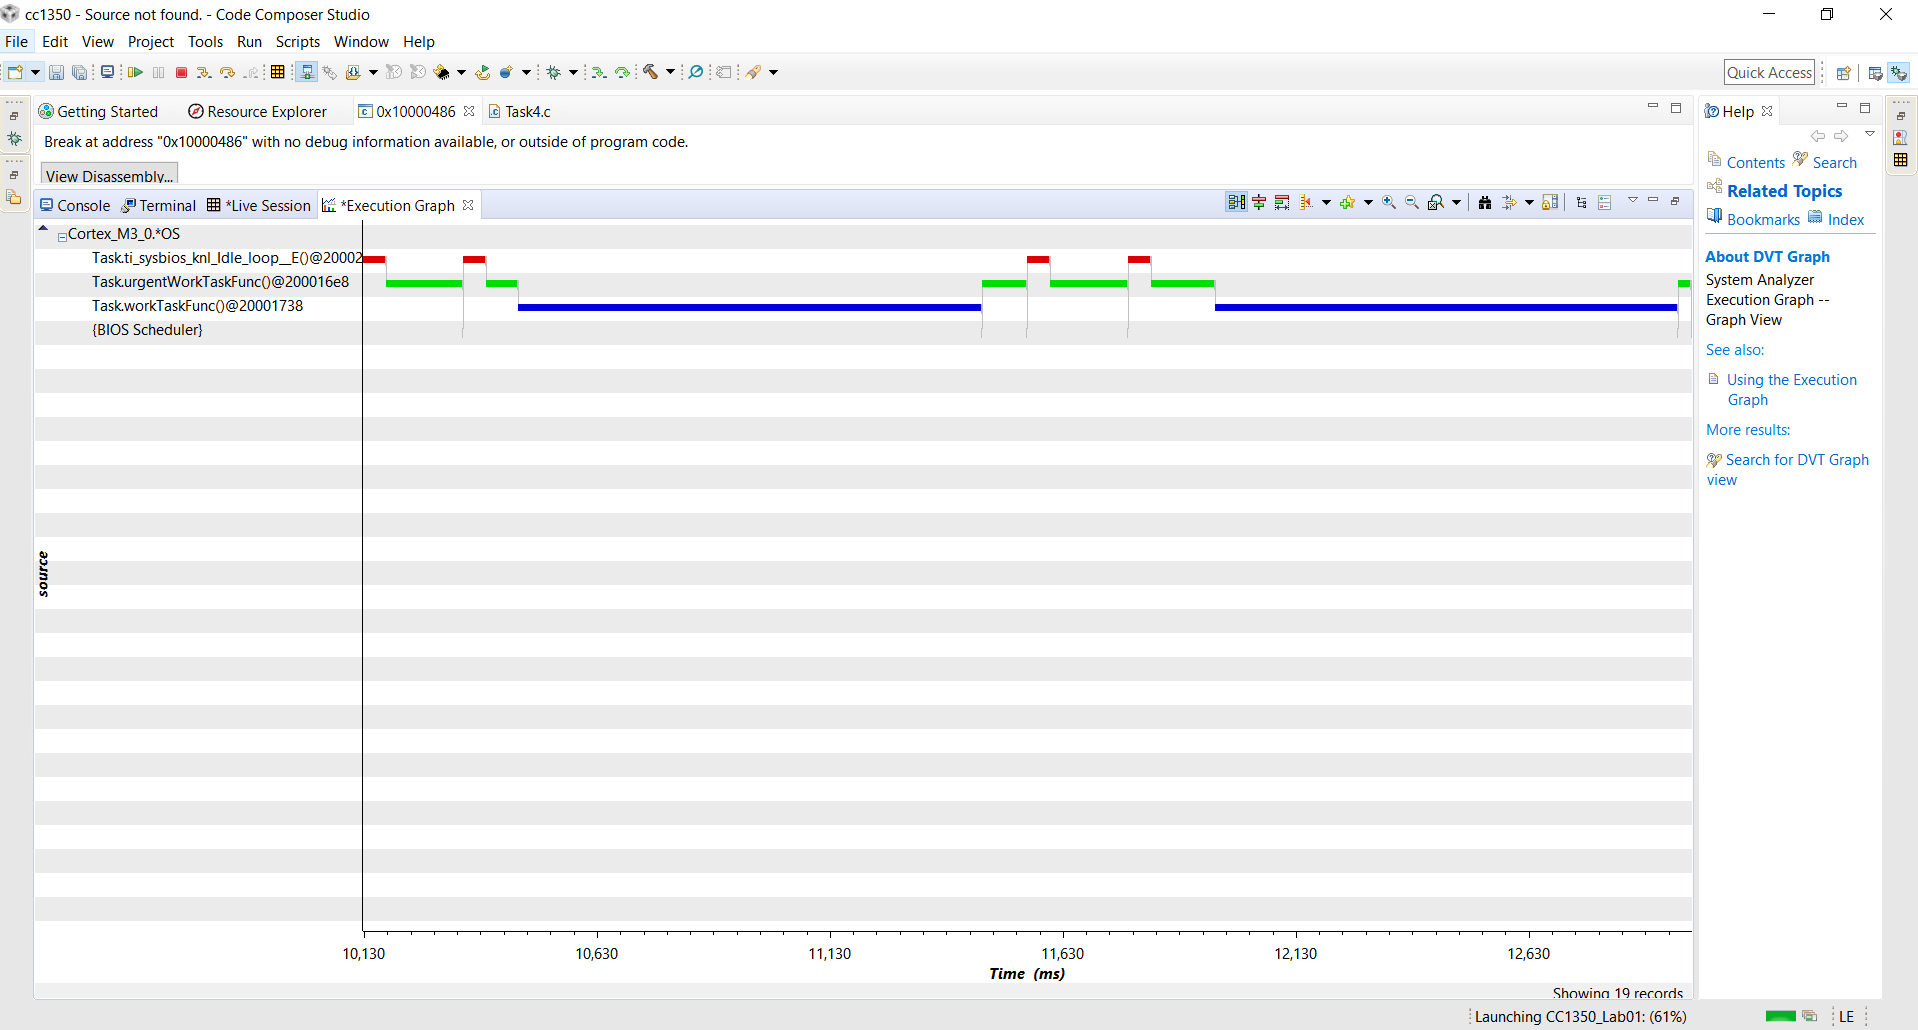 cc1350 - Source not found. - Code Composer Studio
File Edit View Project Tools Run Scripts Window Help
Quick Access
Getting Started Resource Explorer 0x10000486 Task4.c
Break at address "0x10000486" with no debug information available, or outside of program code.
View Disassembly...
Console Terminal *Live Session *Execution Graph
Cortex_M3_0.*OS
Task.ti_sysbios_knl_Idle_loop__E()@20002
Task.urgentWorkTaskFunc()@200016e8
Task.workTaskFunc()@20001738
{BIOS Scheduler}
source
10,130 10,630 11,130 11,630 12,130 12,630
Time (ms)
Showing 19 records
Help
Contents Search
Related Topics
Bookmarks Index
About DVT Graph
System Analyzer
Execution Graph --
Graph View
See also:
Using the Execution
Graph
More results:
Search for DVT Graph
view
Launching CC1350_Lab01: (61%)
LE